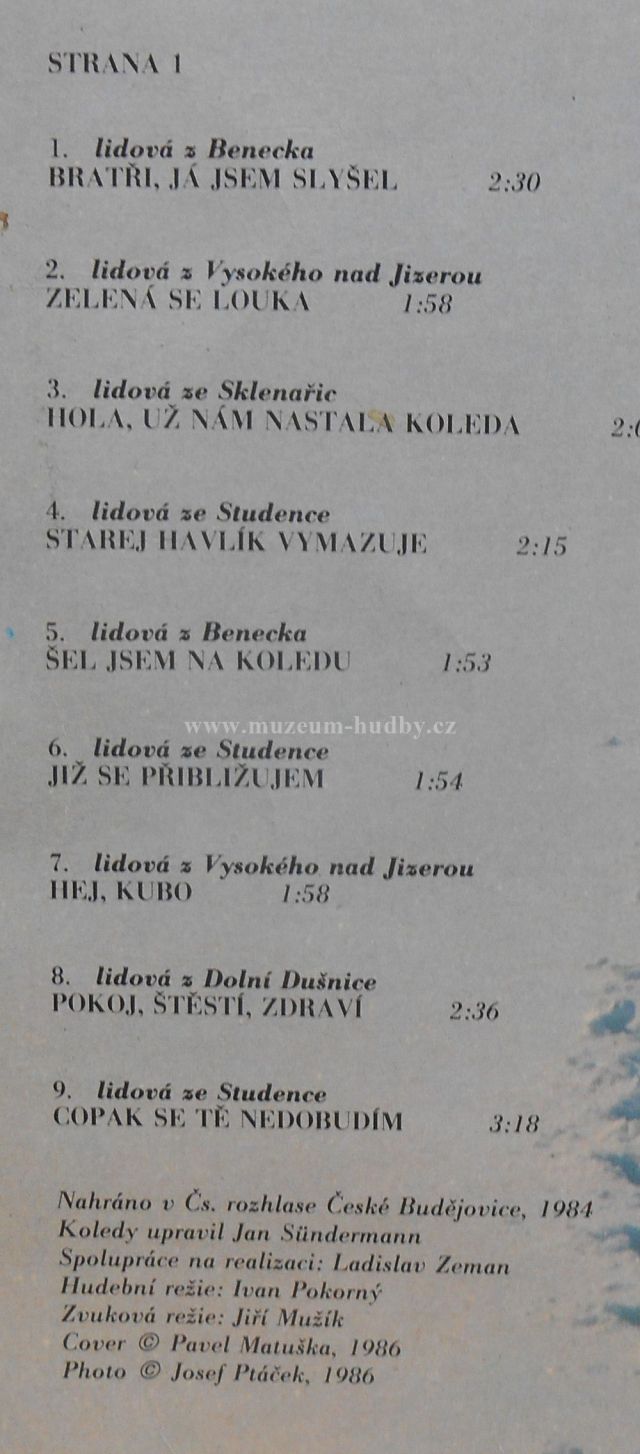 STRANA 1
1. lidová z Benecka
BRATŘI, JÁ JSEM SLYŠEL 2:30
2. lidová z Vysokého nad Jizerou
ZELENÁ SE LOUKA 1:58
3. lidová ze Sklenařic
HOLA, UŽ NÁM NASTALA KOLEDA
4. lidová ze Studence
STAREJ HAVLÍK VYMAZUJE 2:15
5. lidová z Benecka
ŠEL JSEM NA KOLEDU 1:53
www.muzeum-hudby.cz
6. lidová ze Studence
JIŽ SE PŘIBLIŽUJEM 1:54
7. lidová z Vysokého nad Jizerou
HEJ, KUBO 1:58
8. lidová z Dolní Dušnice
POKOJ, ŠTĚSTÍ, ZDRAVÍ 2:36
9. lidová ze Studence
COPAK SE TĚ NEDOBUDÍM 3:18
Nahráno v Čs. rozhlase České Budějovice, 1984
Koledy upravil Jan Sündermann
Spolupráce na realizaci: Ladislav Zeman
Hudební režie: Ivan Pokorný
Zvuková režie: Jiří Mužík
Cover © Pavel Matuška, 1986
Photo © Josef Ptáček, 1986